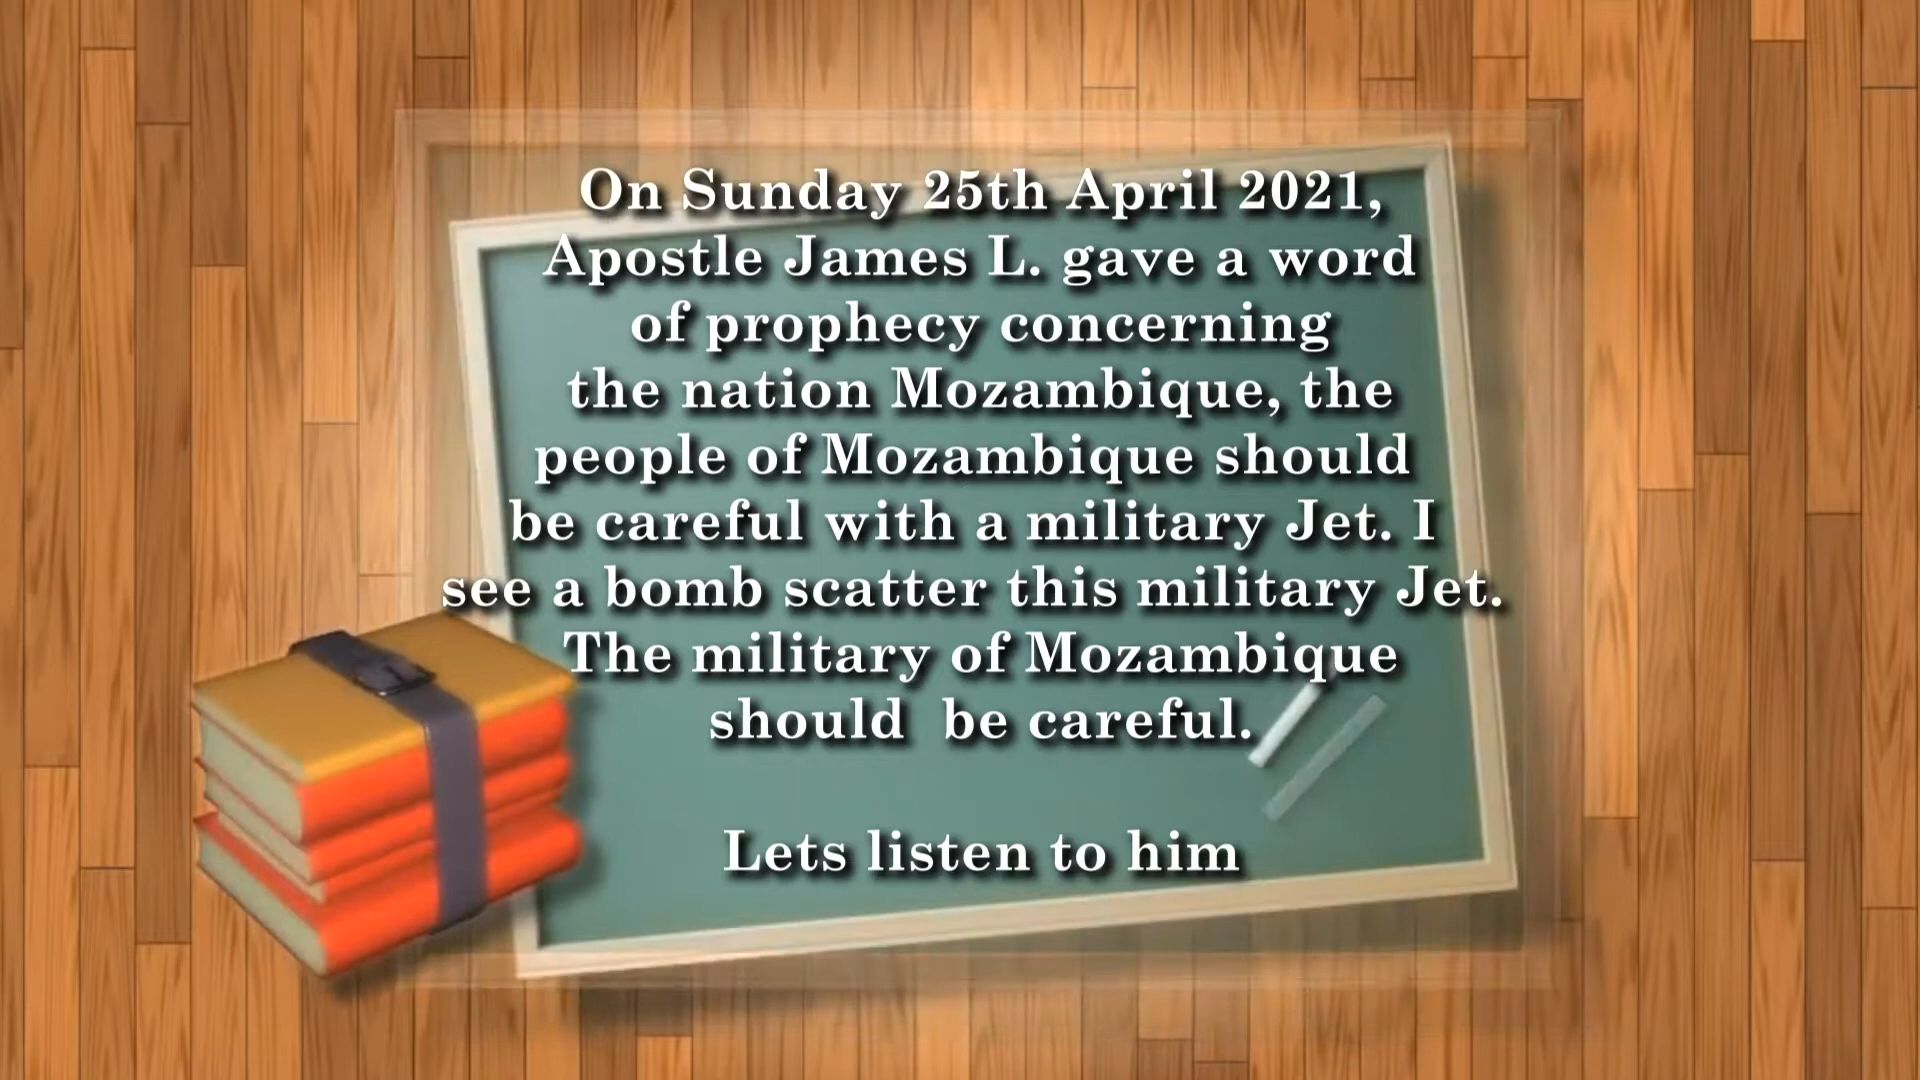 On Sunday 25th April 2021,
Apostle James L. gave a word
of prophecy concerning
the nation Mozambique, the
people of Mozambique should
be careful with a military Jet. I
see a bomb scatter this military Jet.
The military of Mozambique
should  be careful.
Lets listen to him